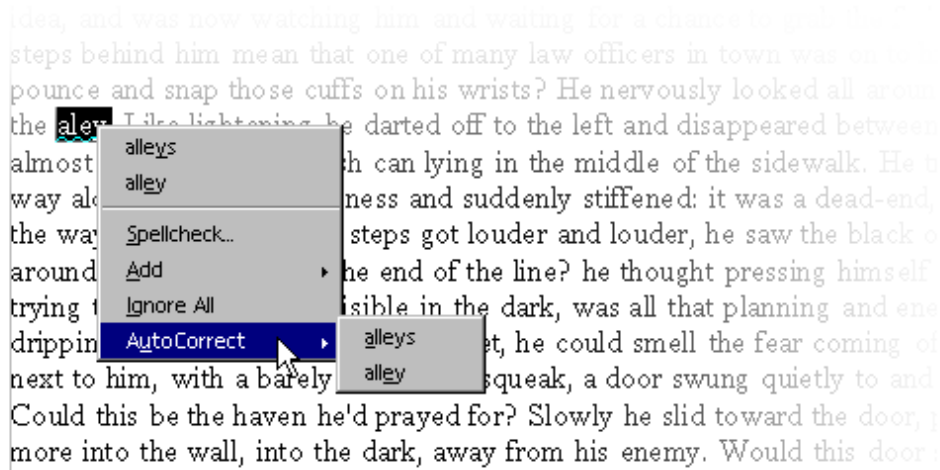 idea, and was now watching him and waiting for a chance to grab the
steps behind him mean that one of many law officers in town was on to
pounce and snap those cuffs on his wrists? He nervously looked all
the aley. Like lightening, he darted off to the left and disappeared between
almost h can lying in the middle of the sidewalk. He
way ness and suddenly stiffened: it was a dead-end,
the way steps got louder and louder, he saw the black
around he end of the line? he thought pressing himself
trying isible in the dark, was all that planning and
drippin et, he could smell the fear coming
next to him, with a barely squeak, a door swung quietly to and
Could this be the haven he'd prayed for? Slowly he slid toward the door,
more into the wall, into the dark, away from his enemy. Would this door
alleys
alley
Spellcheck...
Add
Ignore All
AutoCorrect
alleys
alley